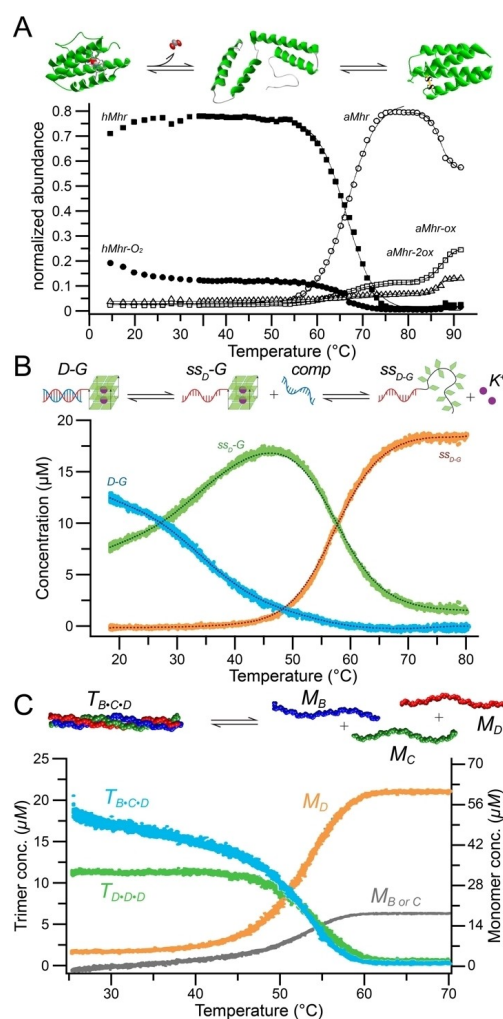 A
hMhr
aMhr
hMhr-O₂
aMhr-ox
aMhr-2ox
normalized abundance
0.8
0.7
0.6
0.5
0.4
0.3
0.2
0.1
0
0 10 20 30 40 50 60 70 80 90
Temperature (°C)
B
D-G ss_D-G comp ss_D-G
+
+ K⁺
D-G
ss_D-G
ss_D-G
Concentration (µM)
20
15
10
5
0
20 30 40 50 60 70 80
Temperature (°C)
C
T_B•C•D
M_B
+
+
M_D
M_C
T_B•C•D
M_D
T_D•D•D
M_B or C
Trimer conc. (µM)
25
20
15
10
5
0
Monomer conc. (µM)
70
60
42
28
14
0
30 40 50 60 70
Temperature (°C)